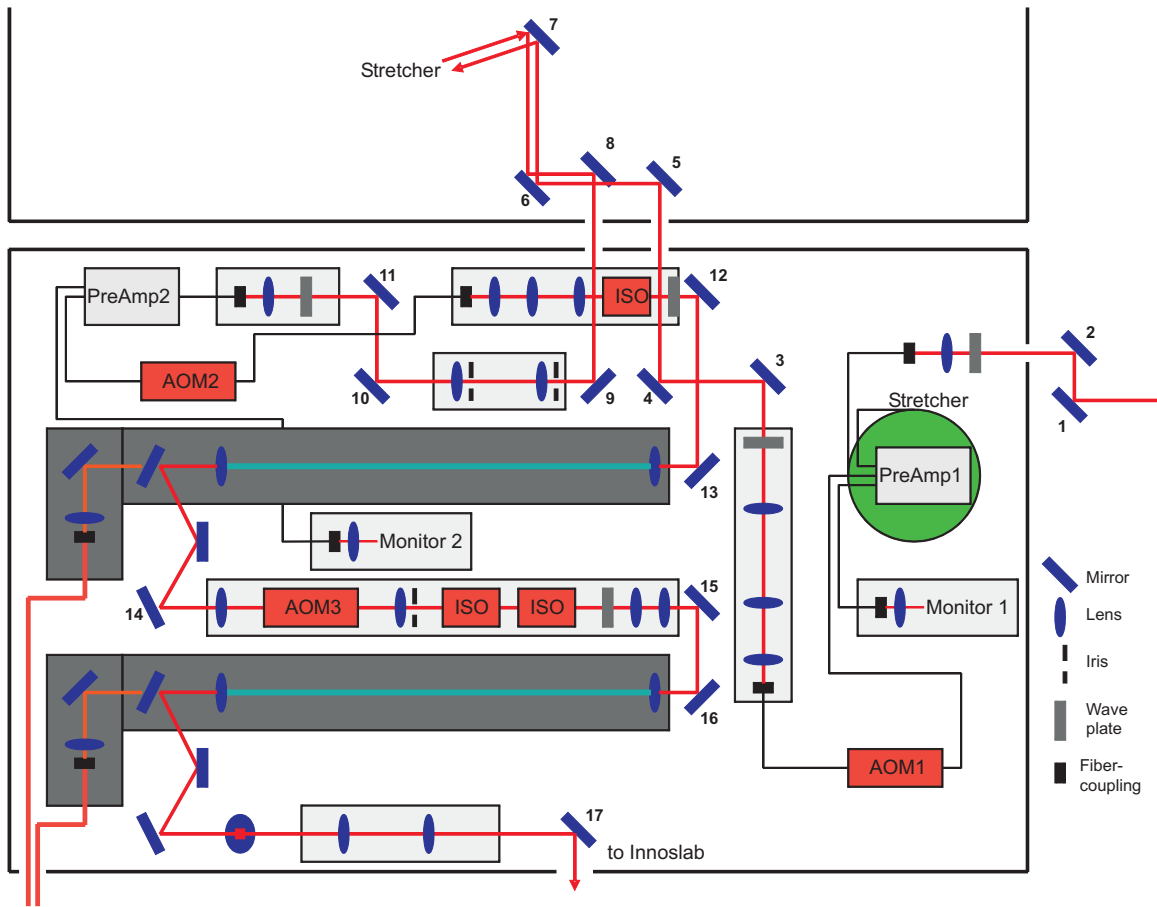 7
Stretcher
8
5
6
11
12
PreAmp2
ISO
2
3
AOM2
10
9
4
1
Stretcher
13
PreAmp1
Monitor 2
Mirror
14
AOM3
ISO
ISO
15
Monitor 1
Lens
Iris
16
Wave
plate
AOM1
Fiber-
coupling
17
to Innoslab